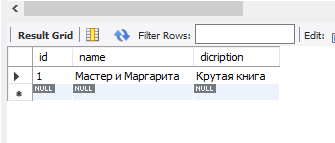 Result Grid Filter Rows: Edit:
id name dicription
1 Мастер и Маргарита Крутая книга
NULL NULL NULL